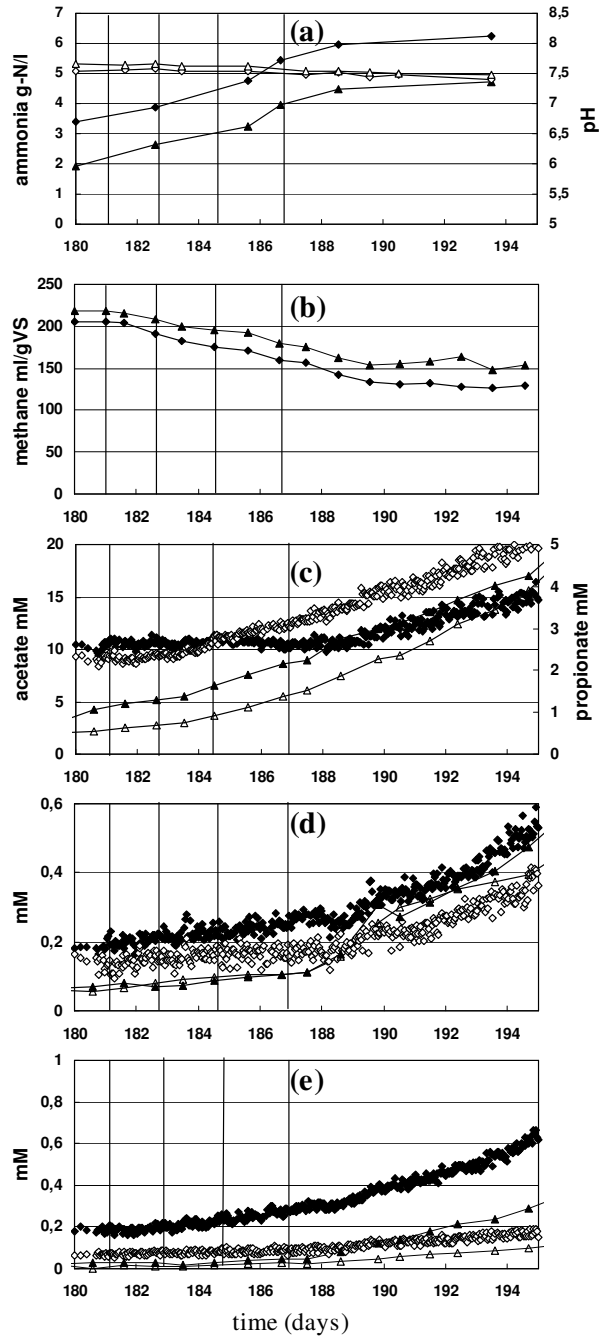 (a)
ammonia g-N/l
pH
7
6
5
4
3
2
1
0
8,5
8
7,5
7
6,5
6
5,5
5
180 182 184 186 188 190 192 194
(b)
methane ml/gVS
250
200
150
100
50
0
180 182 184 186 188 190 192 194
(c)
acetate mM
propionate mM
20
15
10
5
0
5
4
3
2
1
0
180 182 184 186 188 190 192 194
(d)
mM
0,6
0,4
0,2
0
180 182 184 186 188 190 192 194
(e)
mM
1
0,8
0,6
0,4
0,2
0
180 182 184 186 188 190 192 194
time (days)